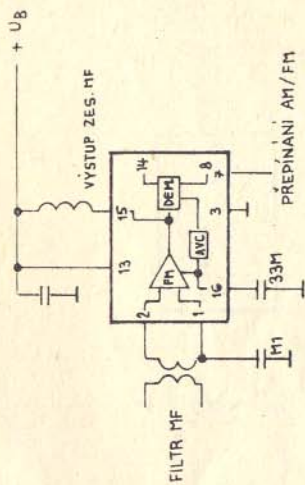 + U_B
VÝSTUP ZES. MF
13
15
14
2
FM
DEM
FILTR MF
1
AVC
8
16
3
7
M1
33M
PŘEPÍNÁNÍ AM/FM